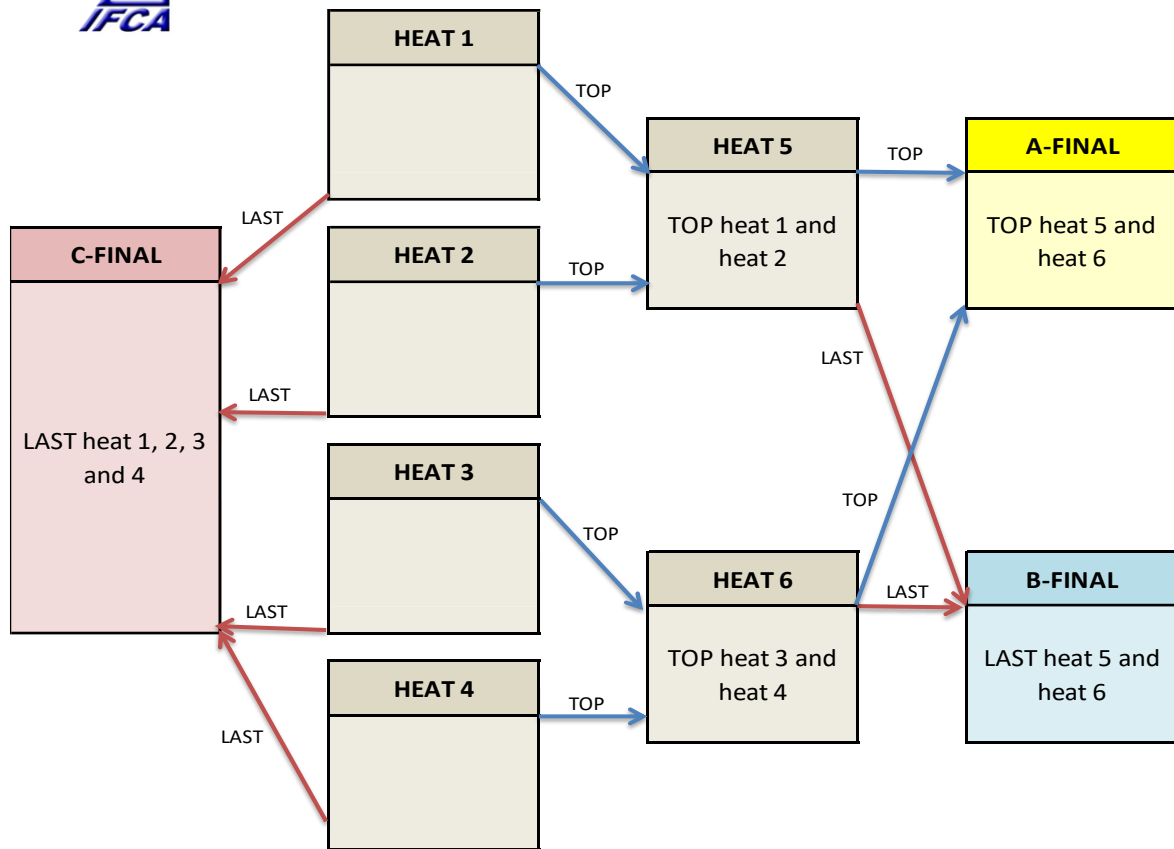 IFCA
HEAT 1
TOP
HEAT 5
TOP
A-FINAL
LAST
TOP heat 1 and
heat 2
TOP heat 5 and
heat 6
C-FINAL
HEAT 2
TOP
LAST
LAST
LAST heat 1, 2, 3
and 4
HEAT 3
TOP
TOP
HEAT 6
LAST
B-FINAL
LAST
TOP heat 3 and
heat 4
LAST heat 5 and
heat 6
HEAT 4
TOP
LAST